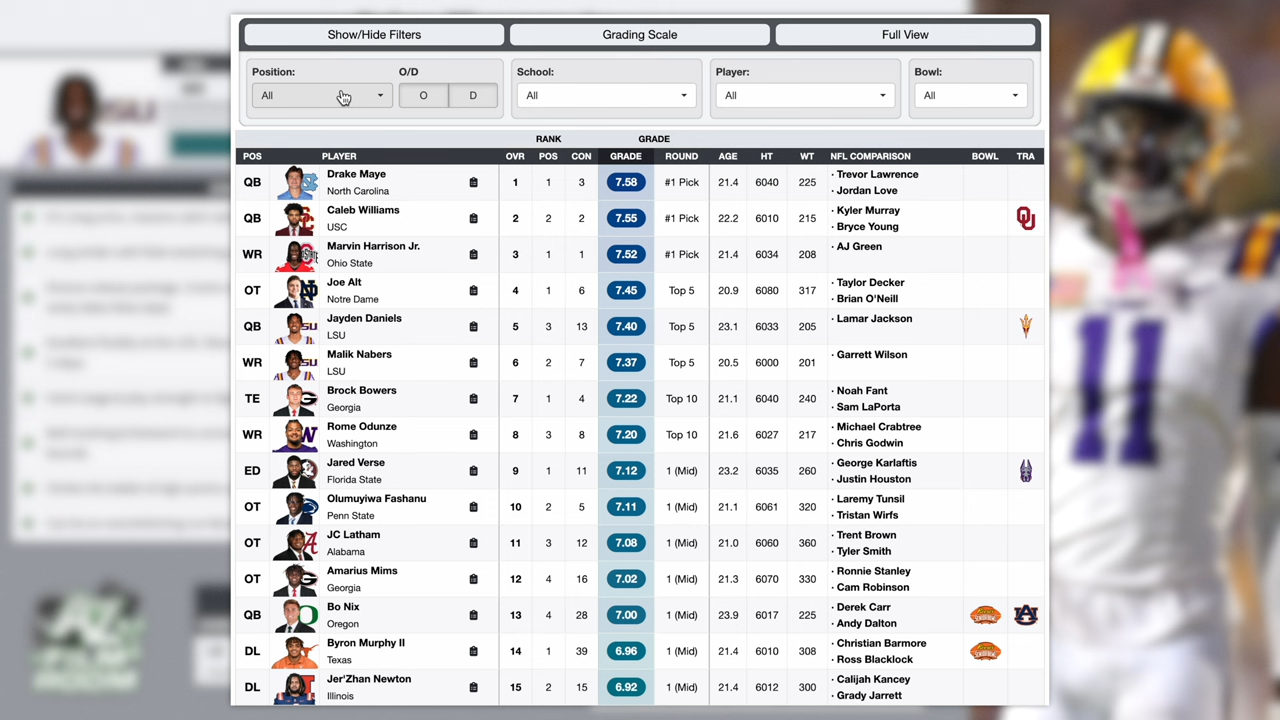 Show/Hide Filters Grading Scale Full View
Position: O/D School: Player: Bowl:
All O D All All All
RANK GRADE
POS PLAYER OVR POS CON GRADE ROUND AGE HT WT NFL COMPARISON BOWL TRA
QB Drake Maye North Carolina 1 1 3 7.58 #1 Pick 21.4 6040 225 · Trevor Lawrence · Jordan Love
QB Caleb Williams USC 2 2 2 7.55 #1 Pick 22.2 6010 215 · Kyler Murray · Bryce Young OU
WR Marvin Harrison Jr. Ohio State 3 1 1 7.52 #1 Pick 21.4 6034 208 · AJ Green
OT Joe Alt Notre Dame 4 1 6 7.45 Top 5 20.9 6080 317 · Taylor Decker · Brian O'Neill
QB Jayden Daniels LSU 5 3 13 7.40 Top 5 23.1 6033 205 · Lamar Jackson
WR Malik Nabers LSU 6 2 7 7.37 Top 5 20.5 6000 201 · Garrett Wilson
TE Brock Bowers Georgia 7 1 4 7.22 Top 10 21.1 6040 240 · Noah Fant · Sam LaPorta
WR Rome Odunze Washington 8 3 8 7.20 Top 10 21.6 6027 217 · Michael Crabtree · Chris Godwin
ED Jared Verse Florida State 9 1 11 7.12 1 (Mid) 23.2 6035 260 · George Karlaftis · Justin Houston
OT Olumuyiwa Fashanu Penn State 10 2 5 7.11 1 (Mid) 21.1 6061 320 · Laremy Tunsil · Tristan Wirfs
OT JC Latham Alabama 11 3 12 7.08 1 (Mid) 21.0 6060 360 · Trent Brown · Tyler Smith
OT Amarius Mims Georgia 12 4 16 7.02 1 (Mid) 21.3 6070 330 · Ronnie Stanley · Cam Robinson
QB Bo Nix Oregon 13 4 28 7.00 1 (Mid) 23.9 6017 225 · Derek Carr · Andy Dalton
DL Byron Murphy II Texas 14 1 39 6.96 1 (Mid) 21.4 6010 308 · Christian Barmore · Ross Blacklock
DL Jer'Zhan Newton Illinois 15 2 15 6.92 1 (Mid) 21.4 6012 300 · Calijah Kancey · Grady Jarrett
11